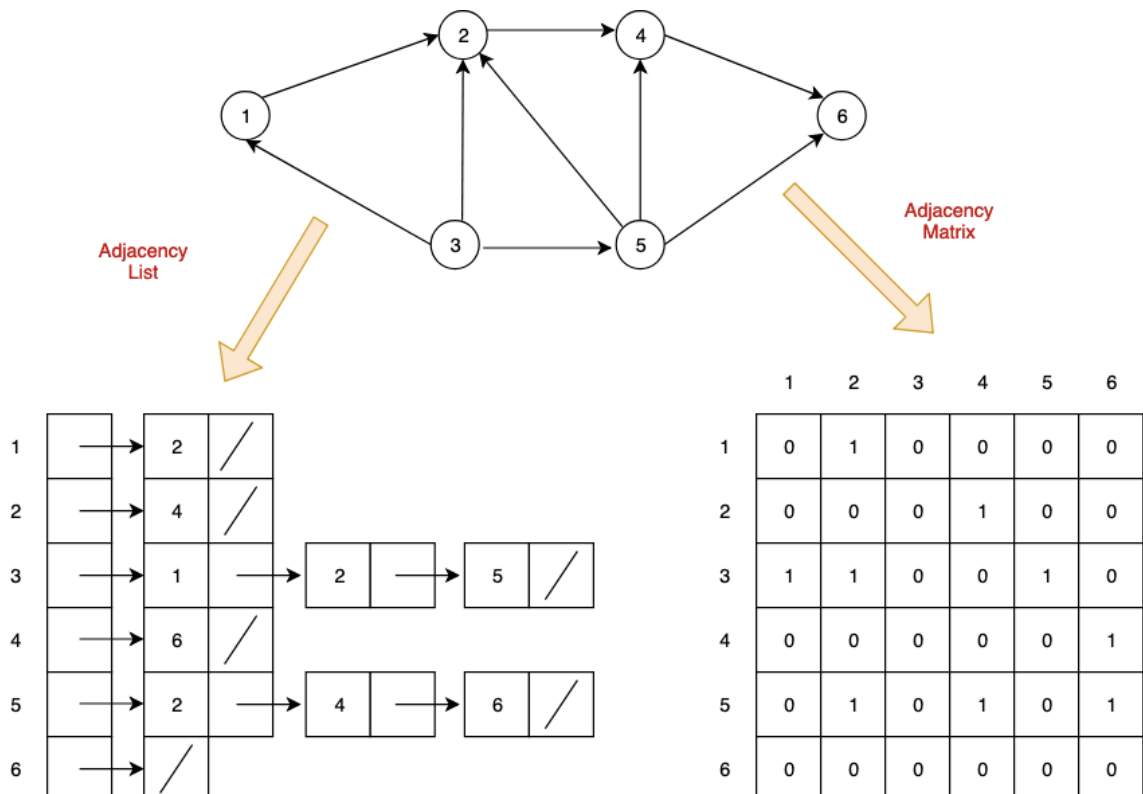 2
4
1
6
3
5
Adjacency
List
Adjacency
Matrix
1 2 3 4 5 6
1 2
2 4
3 1 2 5
4 6
5 2 4 6
6
1 0 1 0 0 0 0
2 0 0 0 1 0 0
3 1 1 0 0 1 0
4 0 0 0 0 0 1
5 0 1 0 1 0 1
6 0 0 0 0 0 0